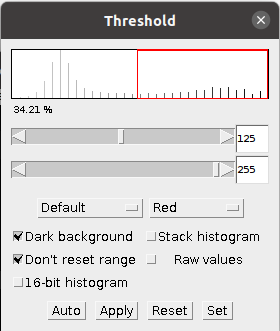 Threshold
34.21 %
125
255
Default Red
Dark background Stack histogram
Don't reset range Raw values
16-bit histogram
Auto Apply Reset Set